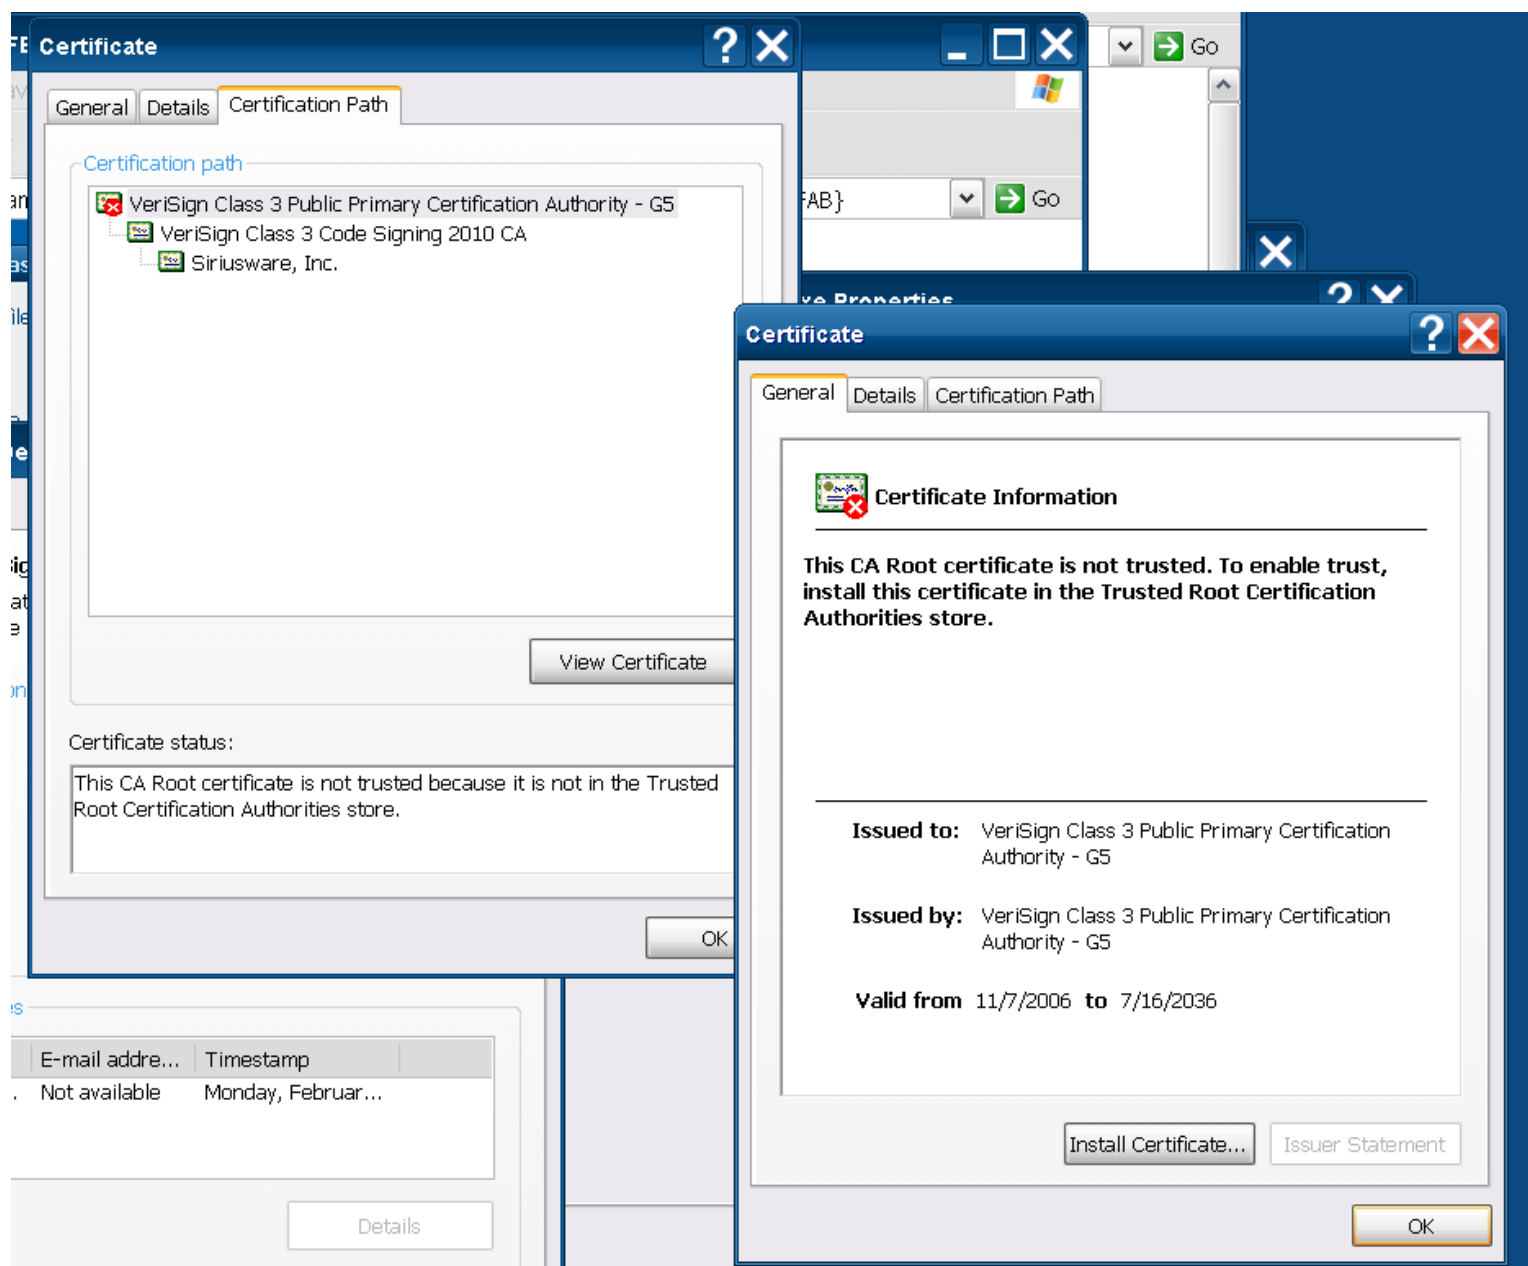 Certificate
General
Details
Certification Path
Certification path
VeriSign Class 3 Public Primary Certification Authority - G5
VeriSign Class 3 Code Signing 2010 CA
Siriusware, Inc.
View Certificate
Certificate status:
This CA Root certificate is not trusted because it is not in the Trusted
Root Certification Authorities store.
OK
Go
FAB}
Go
Properties
Certificate
General
Details
Certification Path
Certificate Information
This CA Root certificate is not trusted. To enable trust,
install this certificate in the Trusted Root Certification
Authorities store.
Issued to: VeriSign Class 3 Public Primary Certification
Authority - G5
Issued by: VeriSign Class 3 Public Primary Certification
Authority - G5
Valid from 11/7/2006 to 7/16/2036
Install Certificate...
Issuer Statement
OK
E-mail addre...
Timestamp
Not available
Monday, Februar...
Details